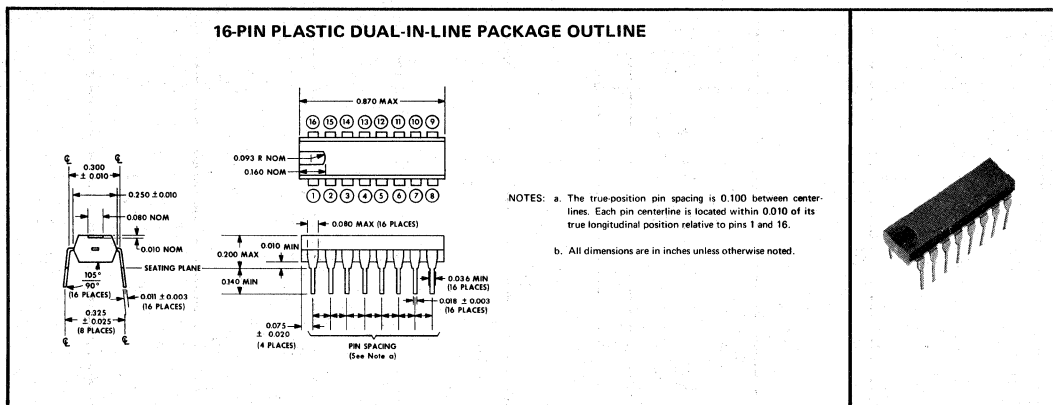 16-PIN PLASTIC DUAL-IN-LINE PACKAGE OUTLINE
0.870 MAX
16 15 14 13 12 11 10 9
0.093 R NOM
0.160 NOM
1 2 3 4 5 6 7 8
℄ ℄
0.300
± 0.010
0.250 ± 0.010
0.080 NOM
0.010 NOM
SEATING PLANE
105°
90°
(16 PLACES)
0.011 ± 0.003
(16 PLACES)
0.325
± 0.025
(8 PLACES)
℄ ℄
0.080 MAX (16 PLACES)
0.010 MIN
0.200 MAX
0.140 MIN
0.036 MIN
(16 PLACES)
0.018 ± 0.003
(16 PLACES)
0.075
± 0.020
(4 PLACES)
PIN SPACING
(See Note a)
NOTES: a. The true-position pin spacing is 0.100 between center-
lines. Each pin centerline is located within 0.010 of its
true longitudinal position relative to pins 1 and 16.
b. All dimensions are in inches unless otherwise noted.